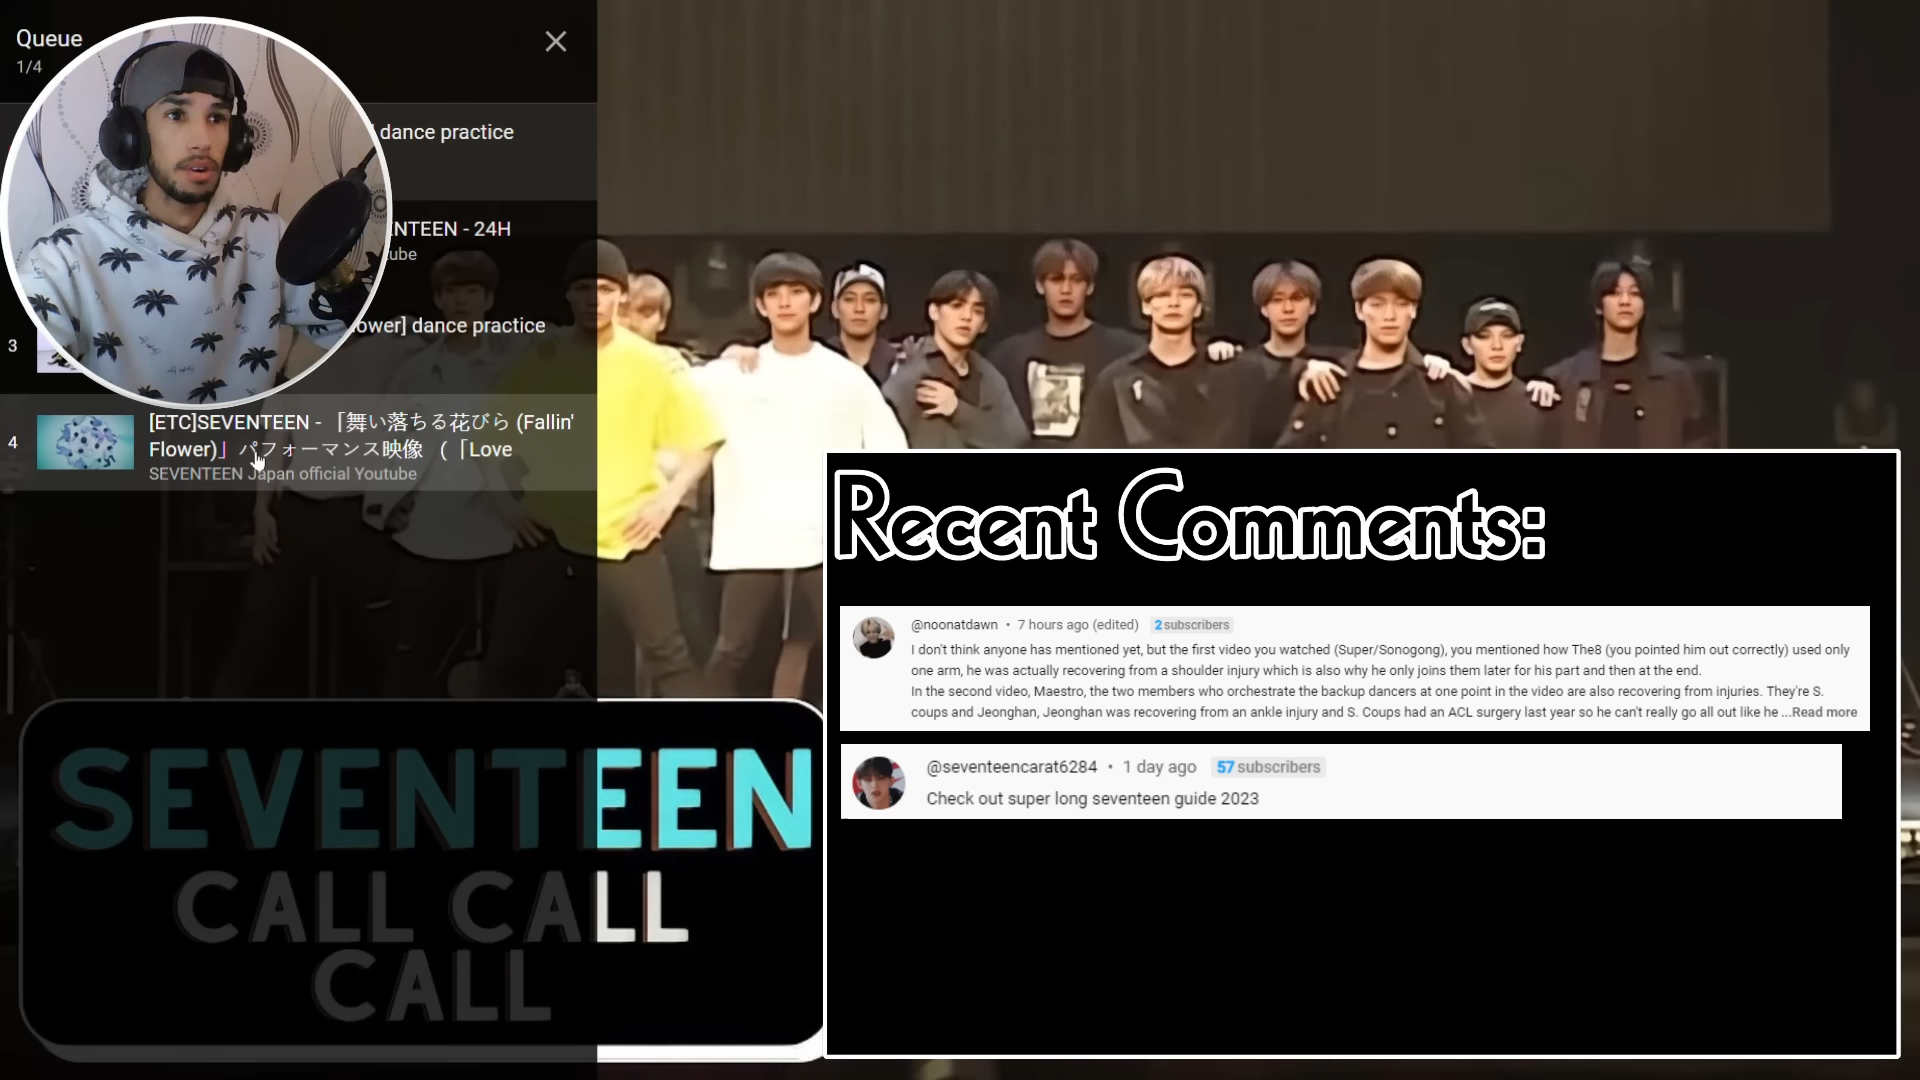 Queue
1/4
dance practice
NTEEN - 24H
ube
3
ower] dance practice
4
[ETC]SEVENTEEN - 「舞い落ちる花びら (Fallin'
Flower)」パフォーマンス映像 (「Love
SEVENTEEN Japan official Youtube
SEVENTEEN
CALL CALL
CALL
Recent Comments:
@noonatdawn • 7 hours ago (edited) 2 subscribers
I don't think anyone has mentioned yet, but the first video you watched (Super/Sonogong), you mentioned how The8 (you pointed him out correctly) used only
one arm, he was actually recovering from a shoulder injury which is also why he only joins them later for his part and then at the end.
In the second video, Maestro, the two members who orchestrate the backup dancers at one point in the video are also recovering from injuries. They're S.
coups and Jeonghan, Jeonghan was recovering from an ankle injury and S. Coups had an ACL surgery last year so he can't really go all out like he ...Read more
@seventeencarat6284 • 1 day ago 57 subscribers
Check out super long seventeen guide 2023